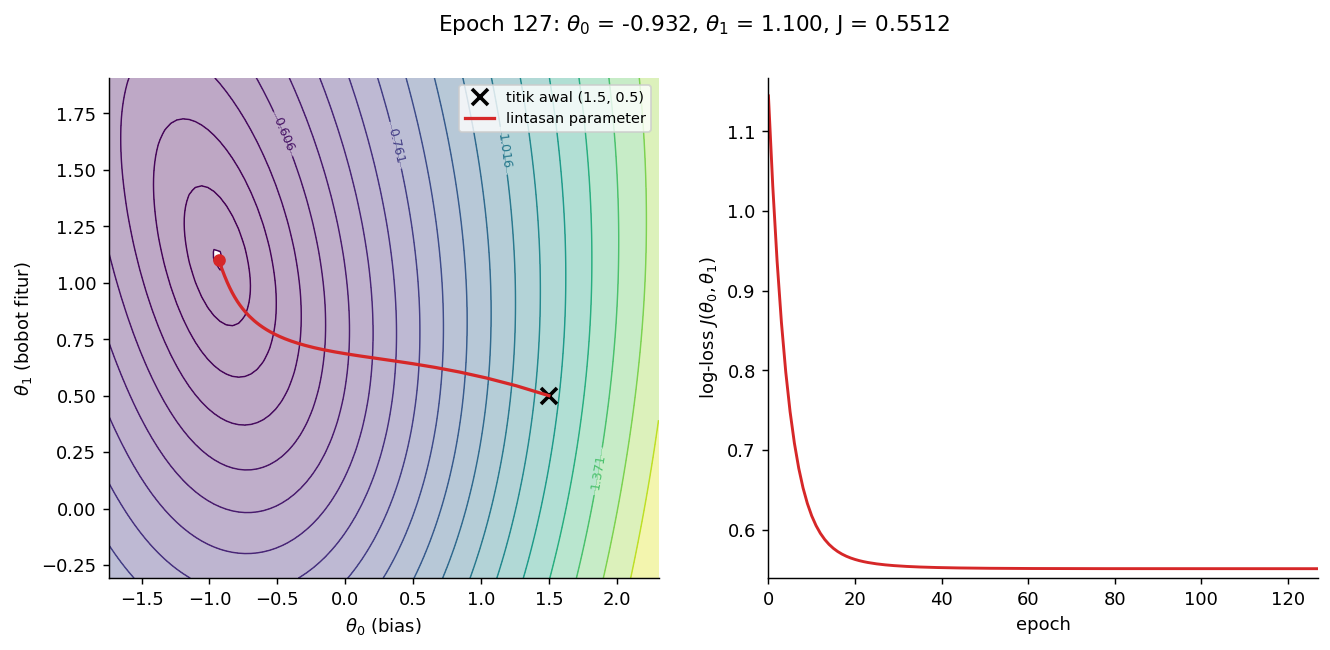 Epoch 127: θ₀ = -0.932, θ₁ = 1.100, J = 0.5512
titik awal (1.5, 0.5)
lintasan parameter
0.606
0.761
1.016
1.371
1.75
1.50
1.25
1.00
0.75
0.50
0.25
0.00
−0.25
θ₁ (bobot fitur)
−1.5 −1.0 −0.5 0.0 0.5 1.0 1.5 2.0
θ₀ (bias)
1.1
1.0
0.9
0.8
0.7
0.6
log-loss J(θ₀, θ₁)
0 20 40 60 80 100 120
epoch